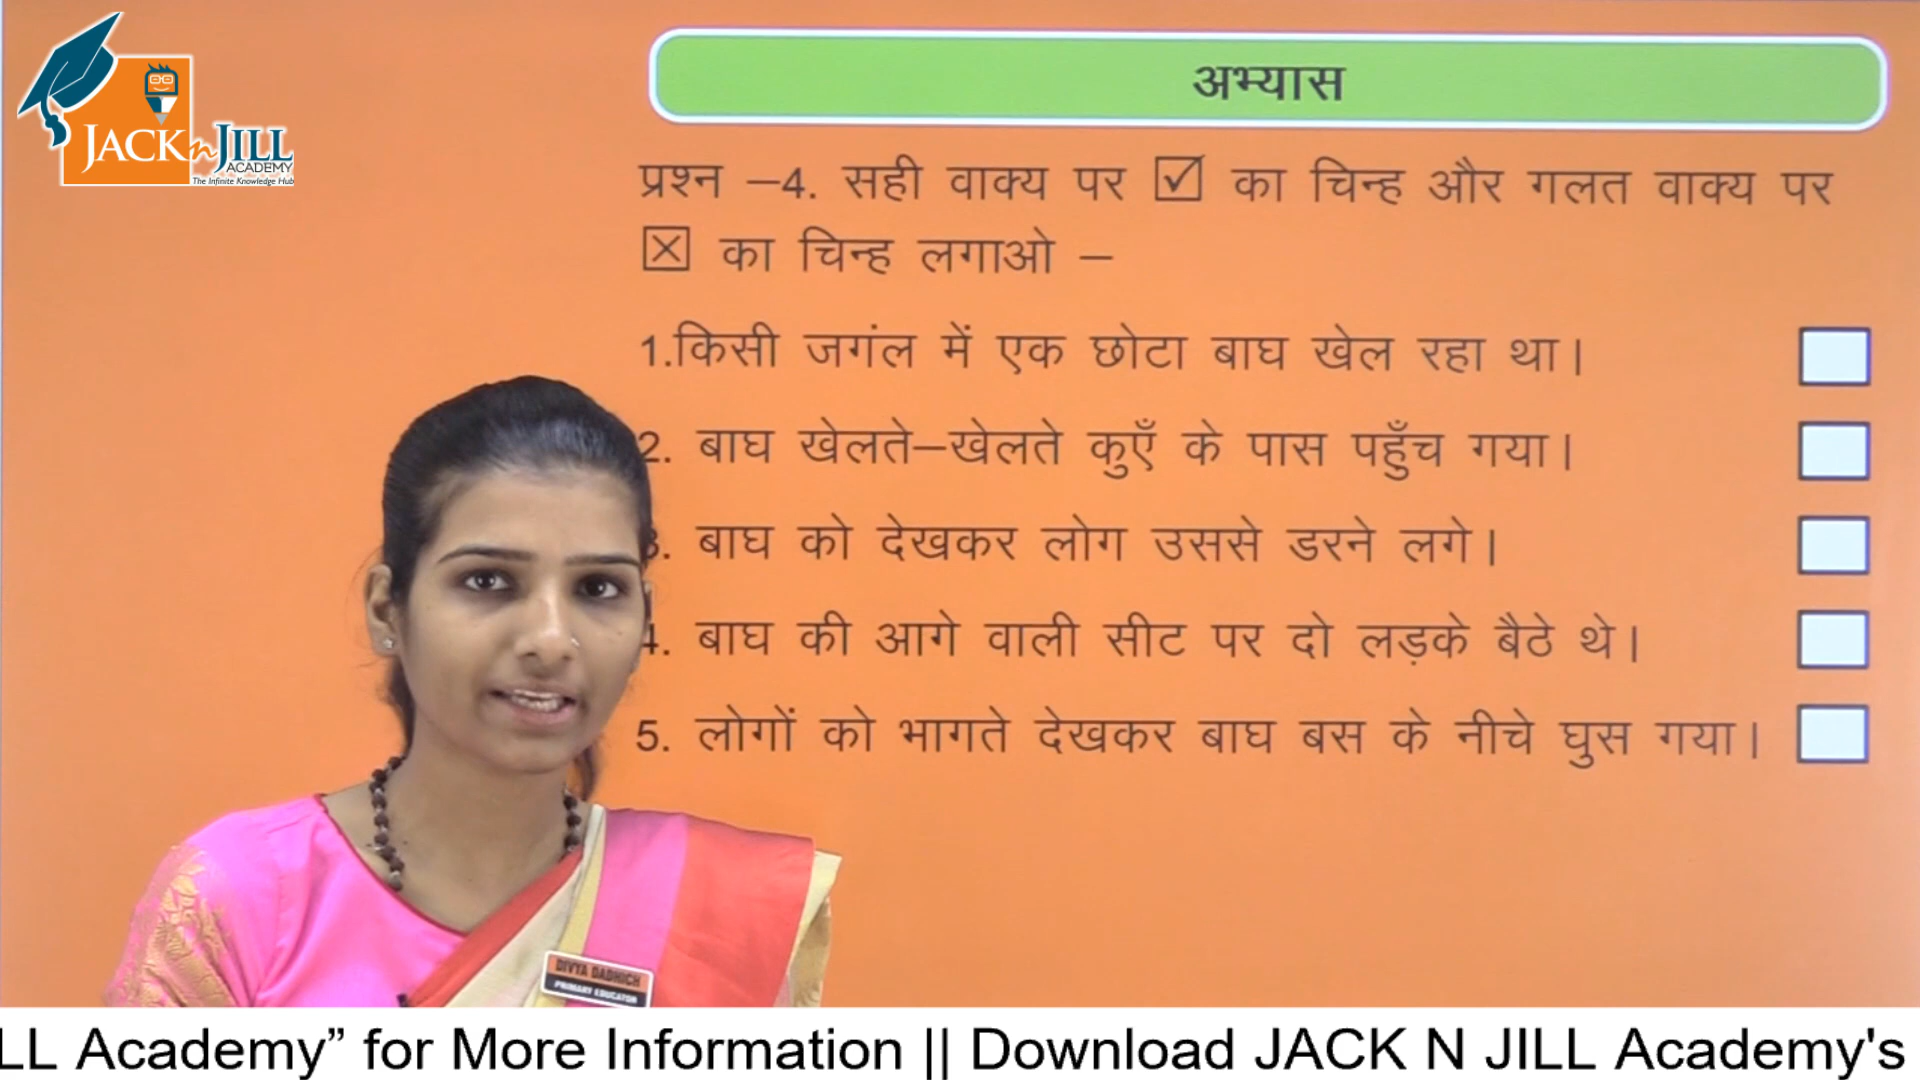 JACK n JILL
ACADEMY
The Infinite Knowledge Hub
अभ्यास
प्रश्न –4. सही वाक्य पर ☑ का चिन्ह और गलत वाक्य पर
☒ का चिन्ह लगाओ –
1.किसी जगंल में एक छोटा बाघ खेल रहा था।
2. बाघ खेलते–खेलते कुएँ के पास पहुँच गया।
3. बाघ को देखकर लोग उससे डरने लगे।
4. बाघ की आगे वाली सीट पर दो लड़के बैठे थे।
5. लोगों को भागते देखकर बाघ बस के नीचे घुस गया।
DIVYA DADHICH
PRIMARY EDUCATOR
LL Academy” for More Information || Download JACK N JILL Academy's